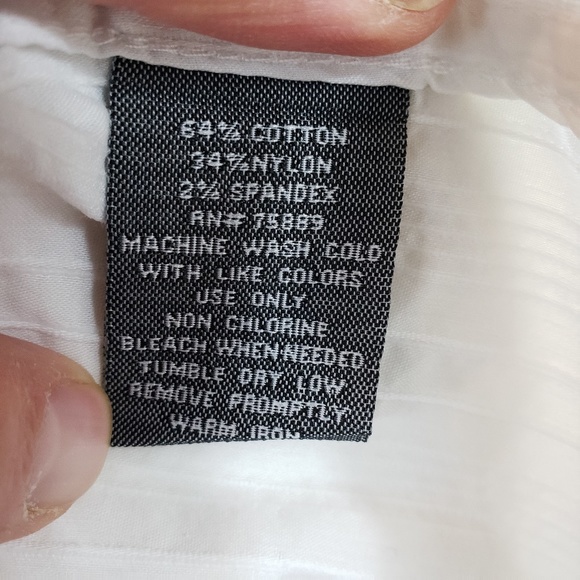 64% COTTON
34% NYLON
2% SPANDEX
RN# 75889
MACHINE WASH COLD
WITH LIKE COLORS
USE ONLY
NON CHLORINE
BLEACH WHEN NEEDED
TUMBLE DRY LOW
REMOVE PROMPTLY
WARM IRON